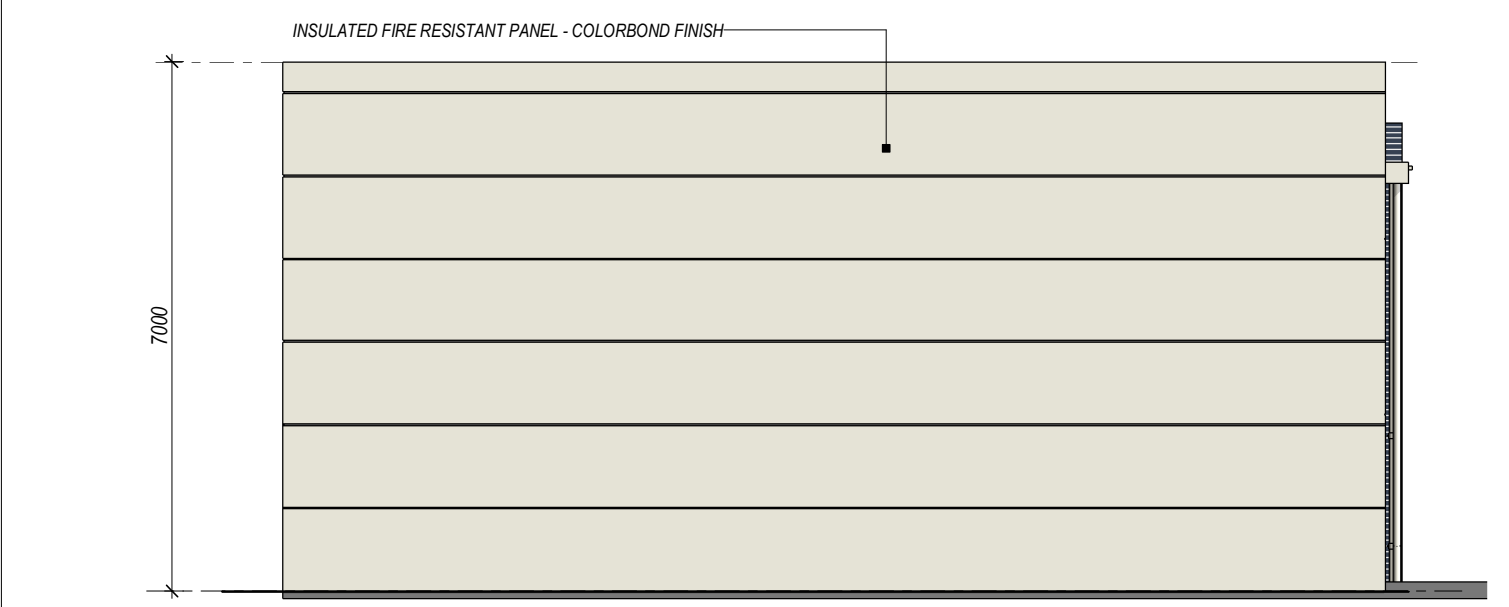 INSULATED FIRE RESISTANT PANEL - COLORBOND FINISH
7000